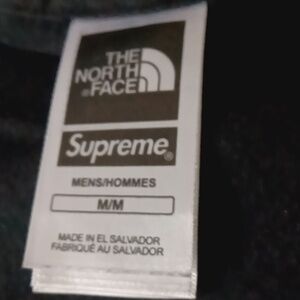 THE
NORTH
FACE
Supreme®
MENS/HOMMES
M/M
MADE IN EL SALVADOR
FABRIQUÉ AU SALVADOR